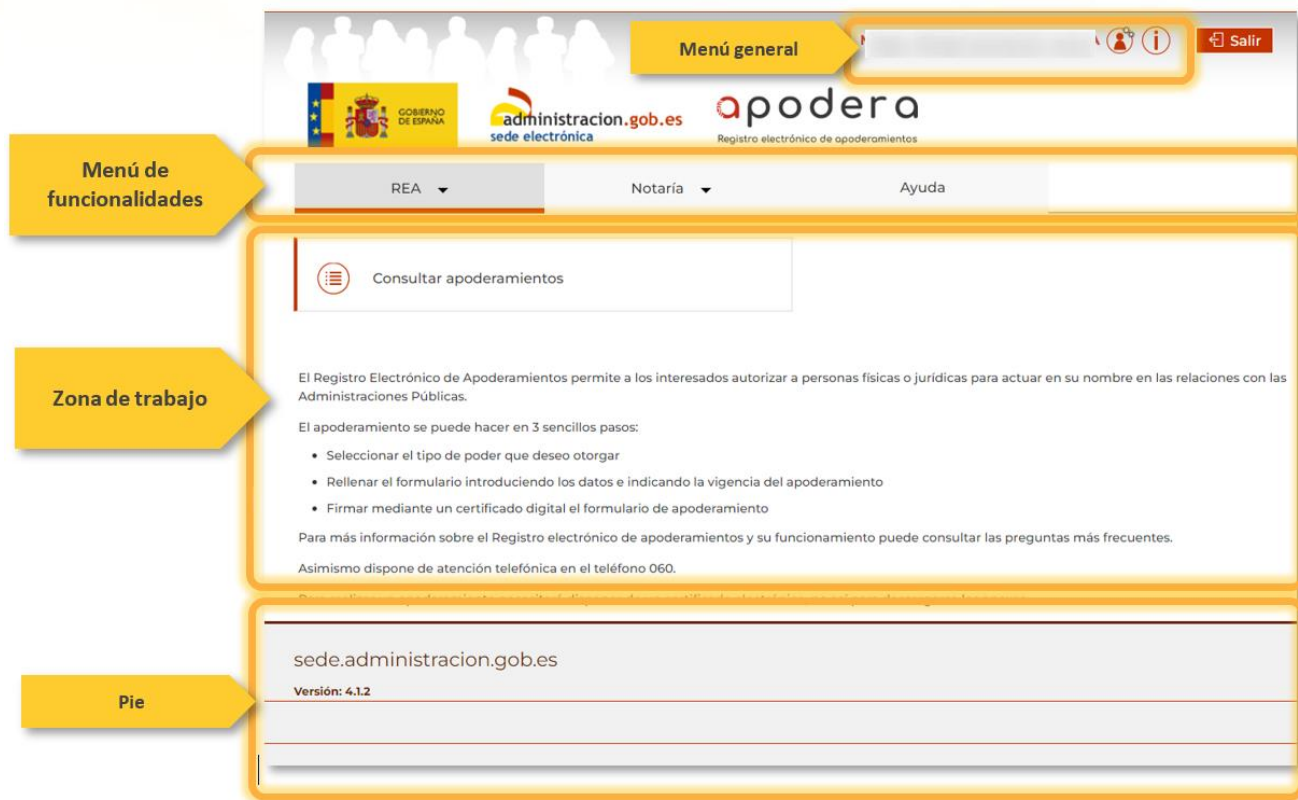 Menú general
Salir
GOBIERNO
DE ESPAÑA
administracion.gob.es
sede electrónica
apodera
Registro electrónico de apoderamientos
Menú de
funcionalidades
REA
Notaría
Ayuda
Consultar apoderamientos
Zona de trabajo
El Registro Electrónico de Apoderamientos permite a los interesados autorizar a personas físicas o jurídicas para actuar en su nombre en las relaciones con las
Administraciones Públicas.
El apoderamiento se puede hacer en 3 sencillos pasos:
• Seleccionar el tipo de poder que deseo otorgar
• Rellenar el formulario introduciendo los datos e indicando la vigencia del apoderamiento
• Firmar mediante un certificado digital el formulario de apoderamiento
Para más información sobre el Registro electrónico de apoderamientos y su funcionamiento puede consultar las preguntas más frecuentes.
Asimismo dispone de atención telefónica en el teléfono 060.
sede.administracion.gob.es
Versión: 4.1.2
Pie